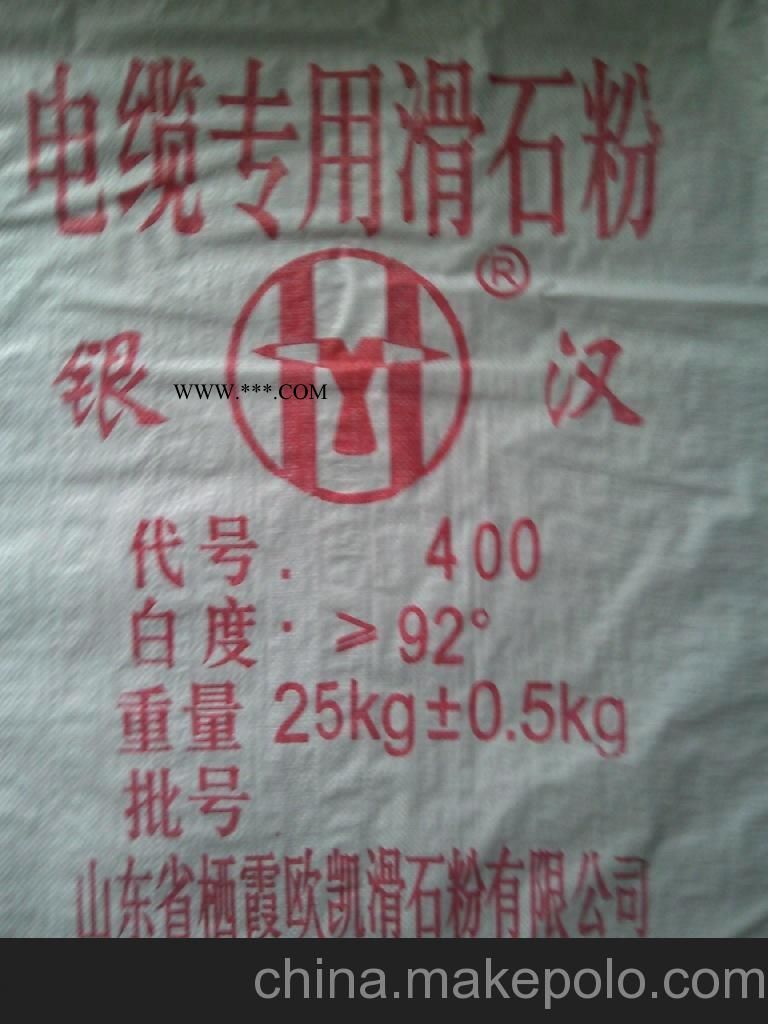 电缆专用滑石粉
®
银 汉
WWW.***.COM
代号. 400
白度· ≥92°
重量 25kg±0.5kg
批号
山东省栖霞欧凯滑石粉有限公司
china.makepolo.com